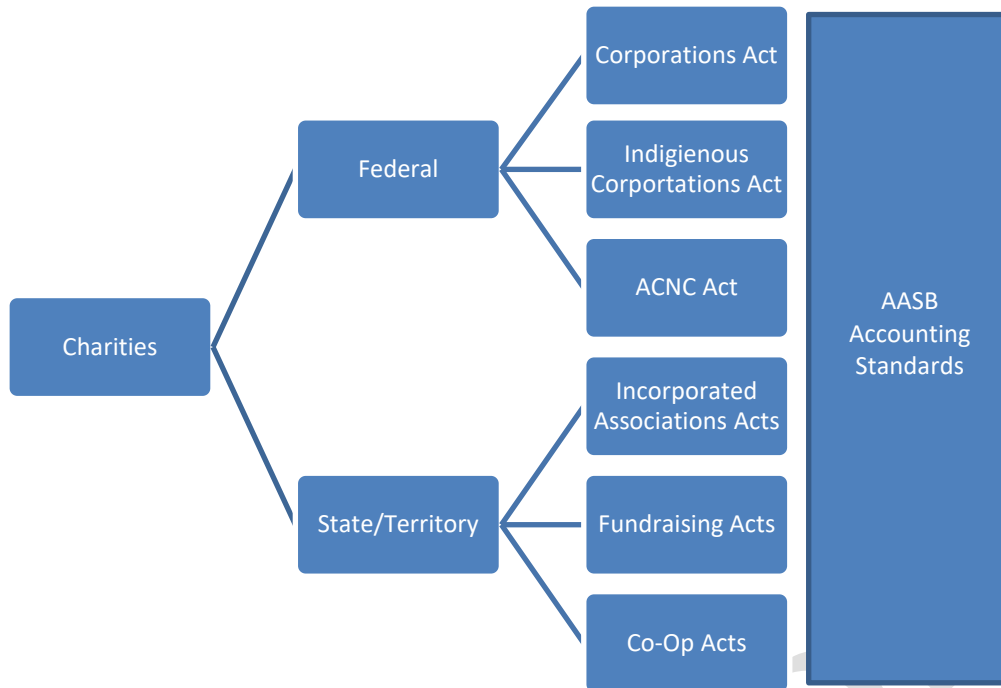 Corporations Act
Federal
Indigienous
Corportations Act
ACNC Act
Charities
AASB
Accounting
Standards
Incorporated
Associations Acts
State/Territory
Fundraising Acts
Co-Op Acts